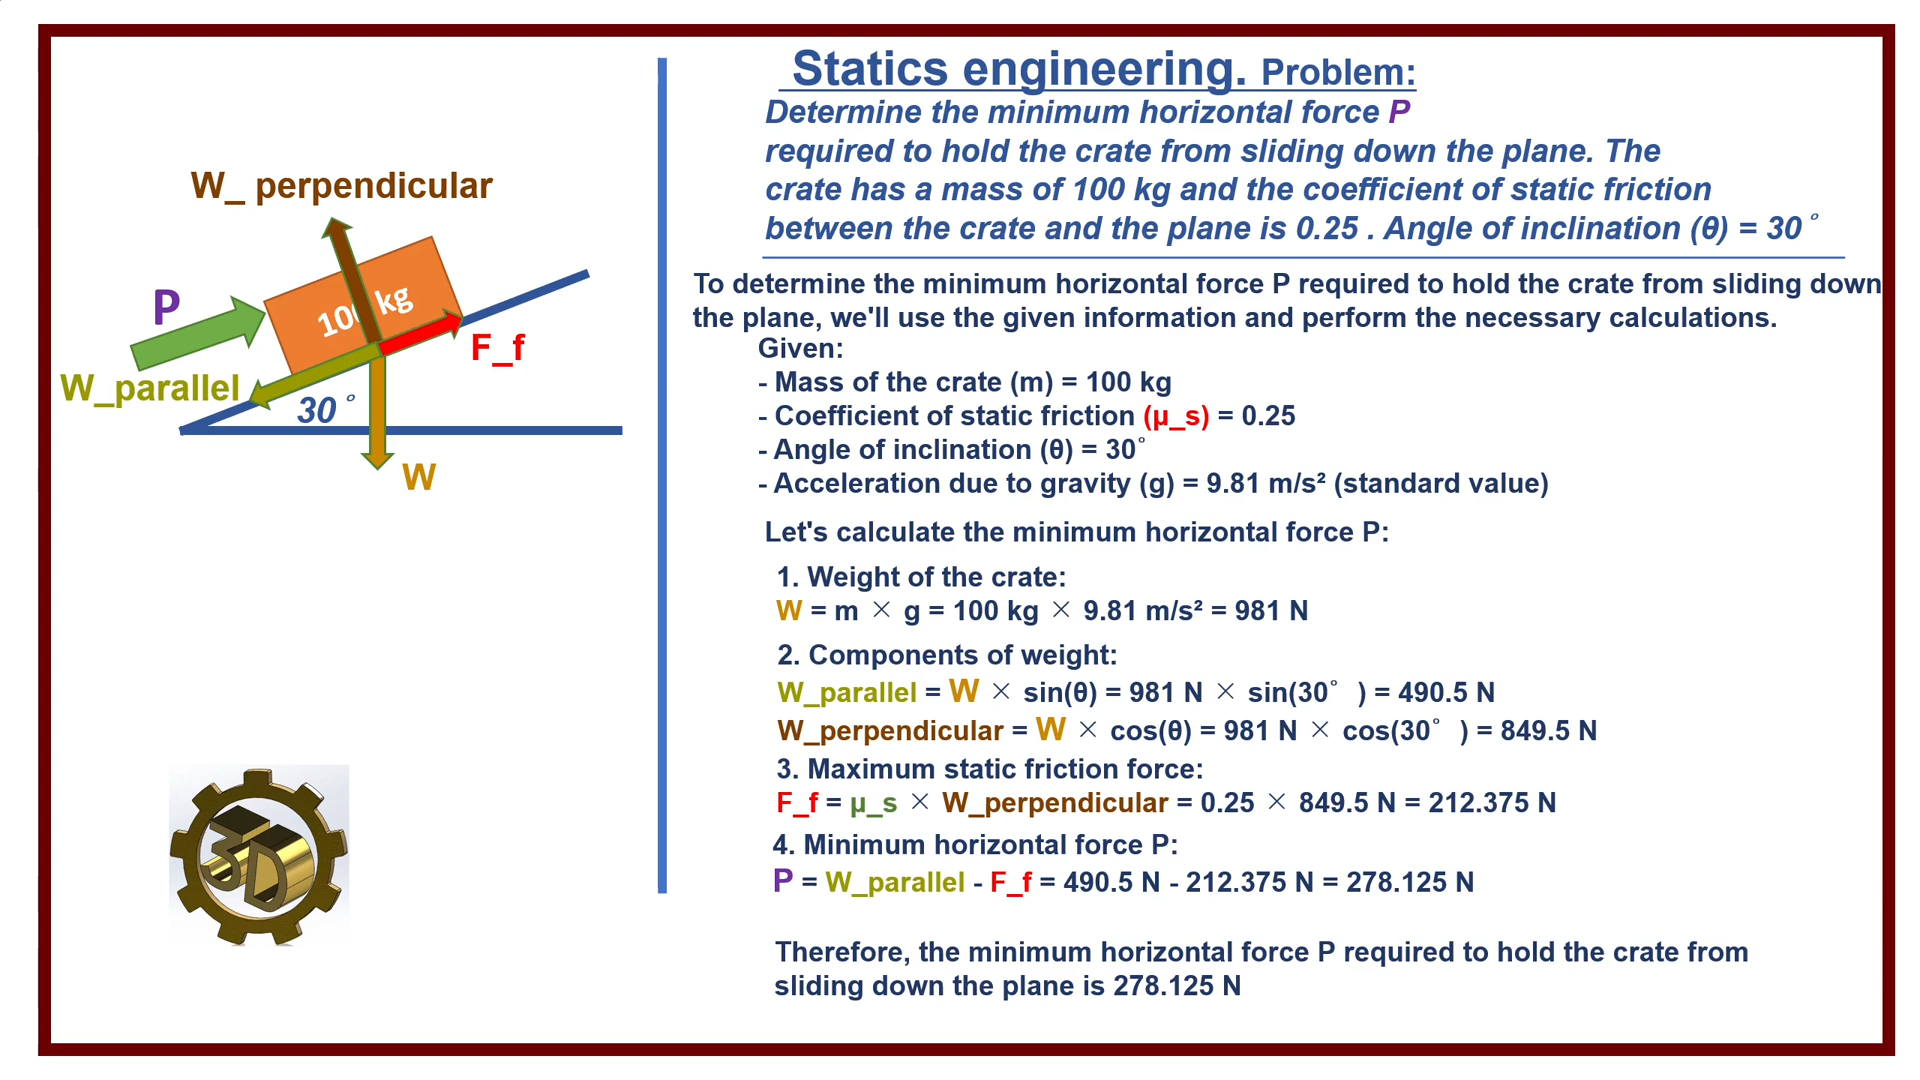 Statics engineering. Problem:
Determine the minimum horizontal force P
required to hold the crate from sliding down the plane. The
crate has a mass of 100 kg and the coefficient of static friction
between the crate and the plane is 0.25 . Angle of inclination (θ) = 30°
W_ perpendicular
P
100 kg
F_f
W_parallel
30°
W
To determine the minimum horizontal force P required to hold the crate from sliding down
the plane, we'll use the given information and perform the necessary calculations.
Given:
- Mass of the crate (m) = 100 kg
- Coefficient of static friction (μ_s) = 0.25
- Angle of inclination (θ) = 30°
- Acceleration due to gravity (g) = 9.81 m/s² (standard value)
Let's calculate the minimum horizontal force P:
1. Weight of the crate:
W = m × g = 100 kg × 9.81 m/s² = 981 N
2. Components of weight:
W_parallel = W × sin(θ) = 981 N × sin(30° ) = 490.5 N
W_perpendicular = W × cos(θ) = 981 N × cos(30° ) = 849.5 N
3. Maximum static friction force:
F_f = μ_s × W_perpendicular = 0.25 × 849.5 N = 212.375 N
4. Minimum horizontal force P:
P = W_parallel - F_f = 490.5 N - 212.375 N = 278.125 N
Therefore, the minimum horizontal force P required to hold the crate from
sliding down the plane is 278.125 N
3D